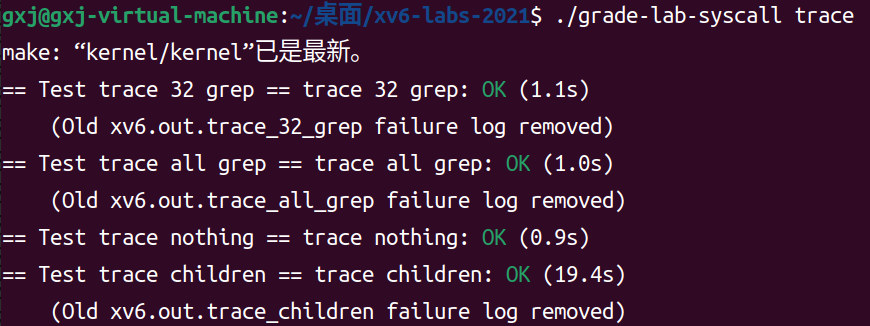 gxj@gxj-virtual-machine:~/桌面/xv6-labs-2021$ ./grade-lab-syscall trace
make: “kernel/kernel”已是最新。
== Test trace 32 grep == trace 32 grep: OK (1.1s)
    (Old xv6.out.trace_32_grep failure log removed)
== Test trace all grep == trace all grep: OK (1.0s)
    (Old xv6.out.trace_all_grep failure log removed)
== Test trace nothing == trace nothing: OK (0.9s)
== Test trace children == trace children: OK (19.4s)
    (Old xv6.out.trace_children failure log removed)